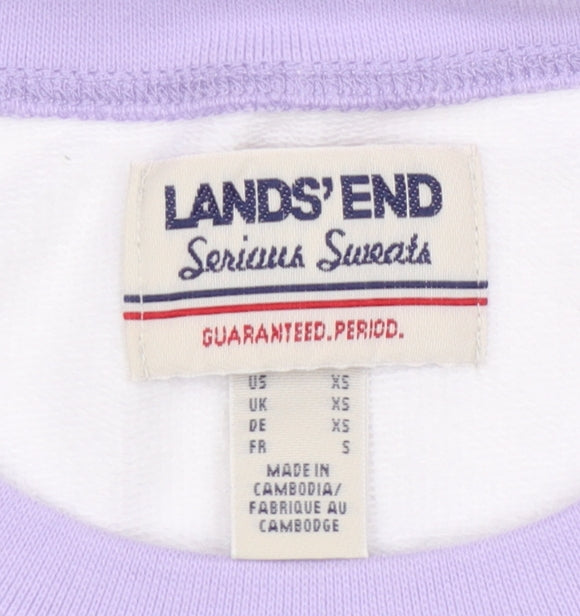 LANDS' END
Serious Sweats
GUARANTEED.PERIOD.
US XS
UK XS
DE XS
FR S
MADE IN
CAMBODIA/
FABRIQUE AU
CAMBODGE